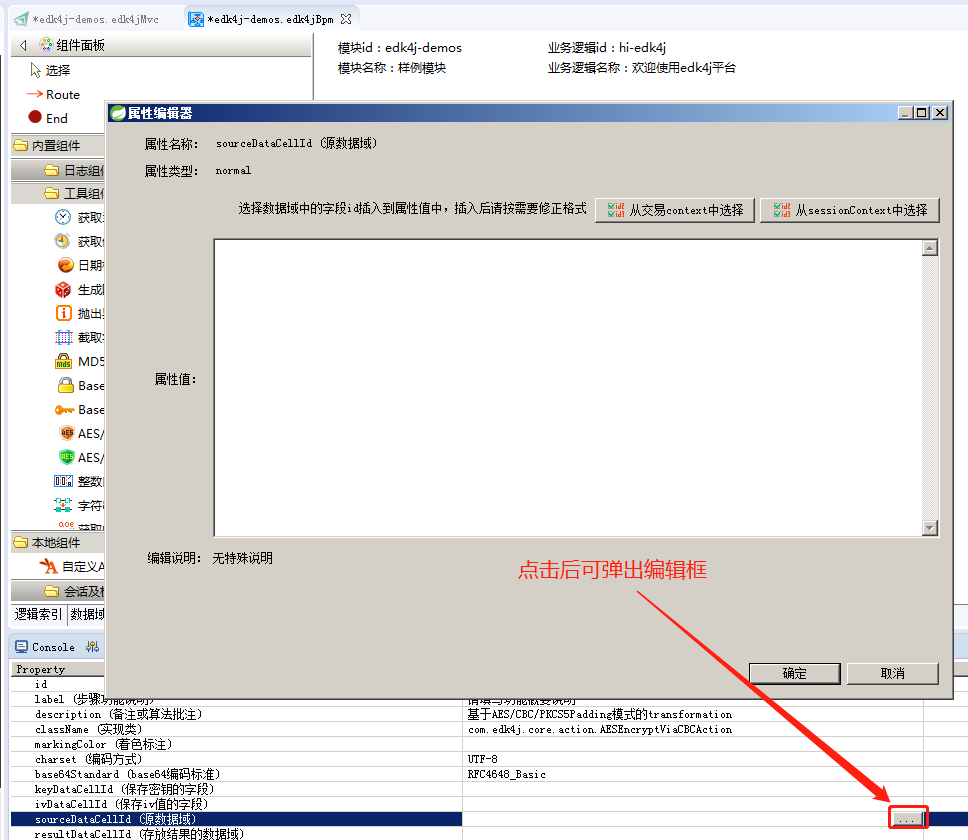 *edk4j-demos.edk4jMvc
*edk4j-demos.edk4jBpm
组件面板
选择
Route
End
模块id：edk4j-demos
业务逻辑id：hi-edk4j
模块名称：样例模块
业务逻辑名称：欢迎使用edk4j平台
内置组件
日志组
工具组
获取
获取
日期
生成
抛出
截取
MD5
Base
Base
AES/
AES/
整数
字符
获取
本地组件
自定义A
会话及
逻辑索引
数据域
属性编辑器
属性名称：
sourceDataCellId (原数据域)
属性类型：
normal
选择数据域中的字段id插入到属性值中，插入后请按需要修正格式
从交易context中选择
从sessionContext中选择
属性值：
编辑说明：
无特殊说明
点击后可弹出编辑框
确定
取消
Console
Property
id
label (步骤功能说明)
请填写功能概要说明
description (备注或算法批注)
基于AES/CBC/PKCS5Padding模式的transformation
className (实现类)
com.edk4j.core.action.AESEncryptViaCBCAction
markingColor (着色标注)
charset (编码方式)
UTF-8
base64Standard (base64编码标准)
RFC4648_Basic
keyDataCellId (保存密钥的字段)
ivDataCellId (保存iv值的字段)
sourceDataCellId (原数据域)
...
resultDataCellId (存放结果的数据域)